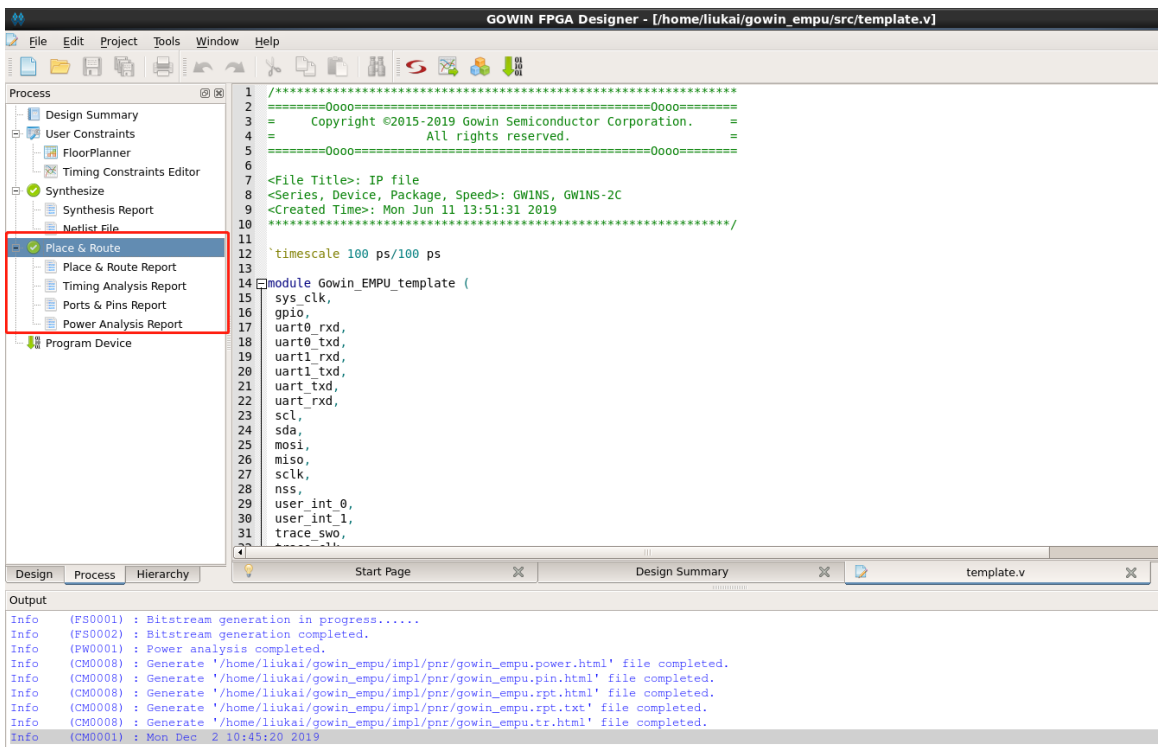 GOWIN FPGA Designer - [/home/liukai/gowin_empu/src/template.v]
File Edit Project Tools Window Help
Process
Design Summary
User Constraints
FloorPlanner
Timing Constraints Editor
Synthesize
Synthesis Report
Netlist File
Place & Route
Place & Route Report
Timing Analysis Report
Ports & Pins Report
Power Analysis Report
Program Device
1 /****************************************************************
2 ========Oooo=========================================Oooo========
3 =     Copyright ©2015-2019 Gowin Semiconductor Corporation.     =
4 =                     All rights reserved.                      =
5 ========Oooo=========================================Oooo========
6
7 <File Title>: IP file
8 <Series, Device, Package, Speed>: GW1NS, GW1NS-2C
9 <Created Time>: Mon Jun 11 13:51:31 2019
10 ****************************************************************/
11
12 `timescale 100 ps/100 ps
13
14 module Gowin_EMPU_template (
15 sys_clk,
16 gpio,
17 uart0_rxd,
18 uart0_txd,
19 uart1_rxd,
20 uart1_txd,
21 uart_txd,
22 uart_rxd,
23 scl,
24 sda,
25 mosi,
26 miso,
27 sclk,
28 nss,
29 user_int_0,
30 user_int_1,
31 trace_swo,
Design Process Hierarchy
Start Page Design Summary template.v
Output
Info (FS0001) : Bitstream generation in progress......
Info (FS0002) : Bitstream generation completed.
Info (PW0001) : Power analysis completed.
Info (CM0008) : Generate '/home/liukai/gowin_empu/impl/pnr/gowin_empu.power.html' file completed.
Info (CM0008) : Generate '/home/liukai/gowin_empu/impl/pnr/gowin_empu.pin.html' file completed.
Info (CM0008) : Generate '/home/liukai/gowin_empu/impl/pnr/gowin_empu.rpt.html' file completed.
Info (CM0008) : Generate '/home/liukai/gowin_empu/impl/pnr/gowin_empu.rpt.txt' file completed.
Info (CM0008) : Generate '/home/liukai/gowin_empu/impl/pnr/gowin_empu.tr.html' file completed.
Info (CM0001) : Mon Dec  2 10:45:20 2019